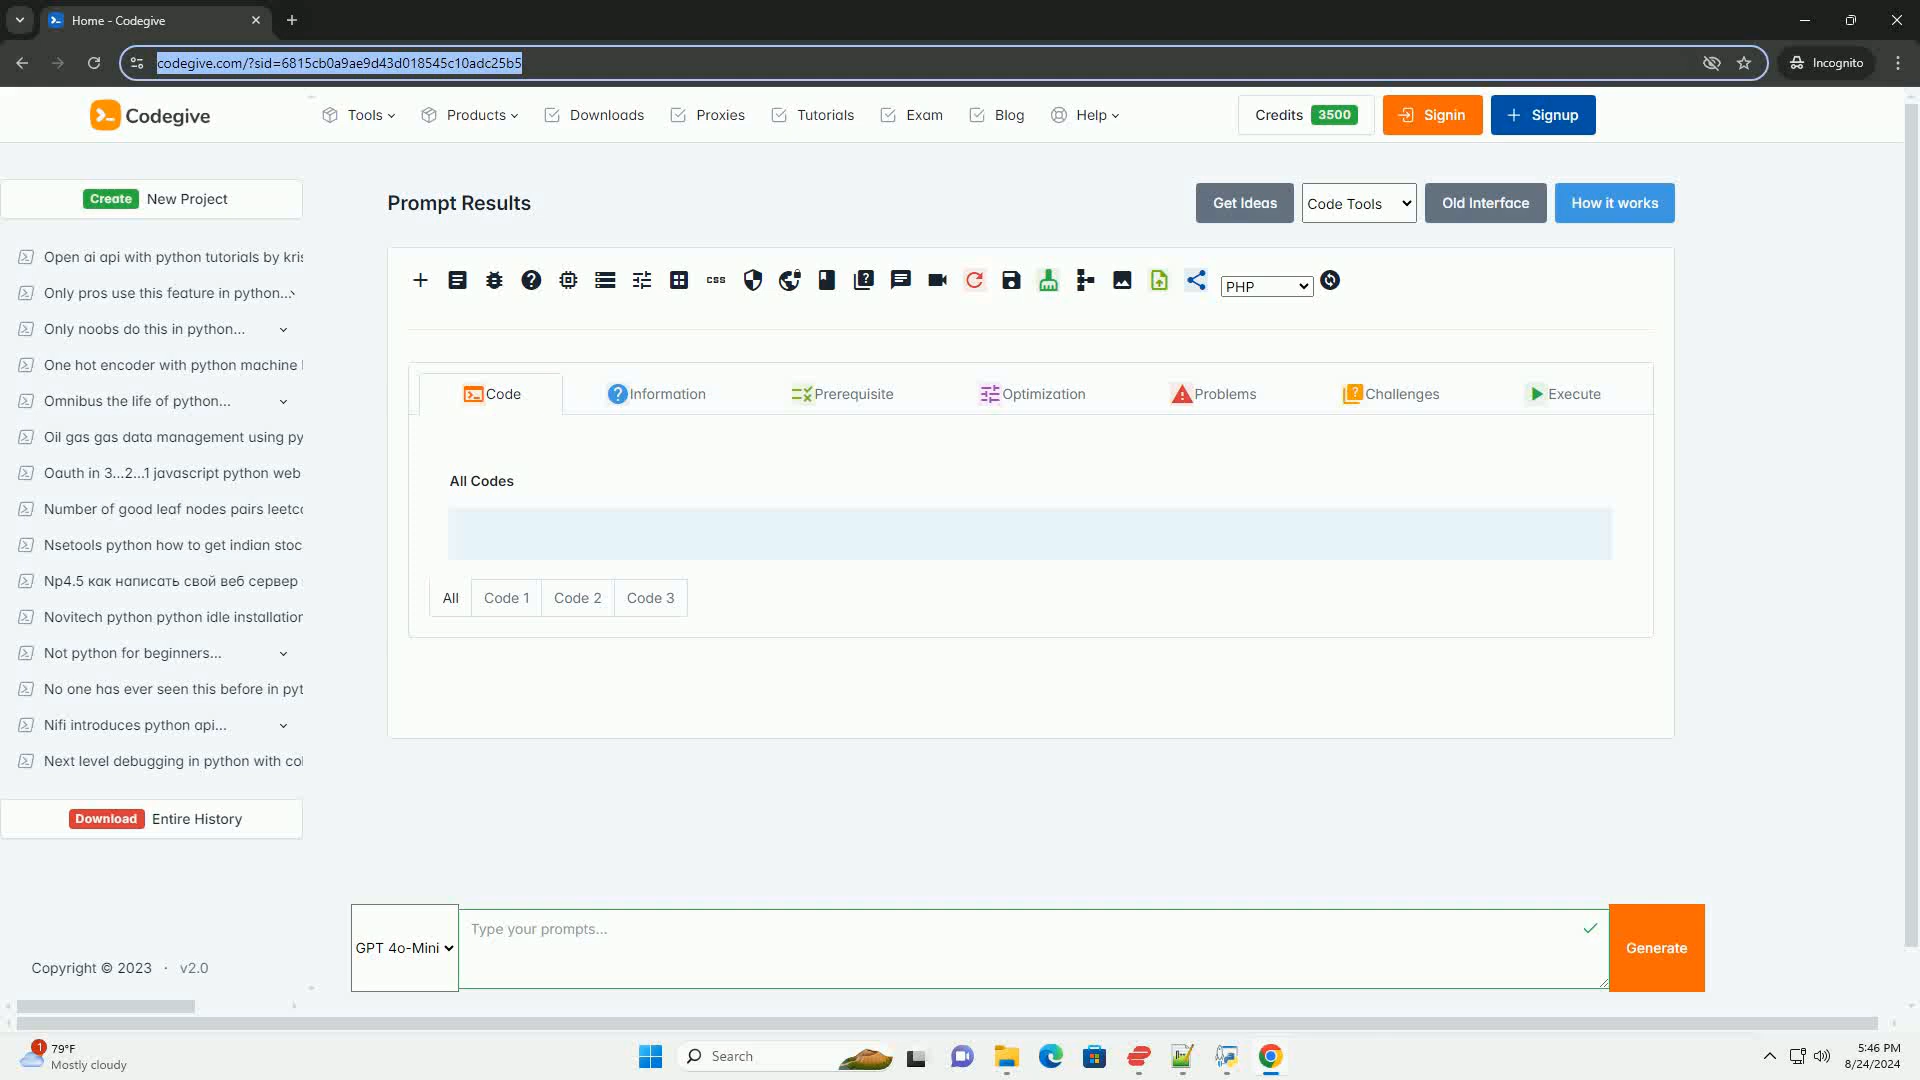 Home - Codegive
codegive.com/?sid=6815cb0a9ae9d43d018545c10adc25b5
Incognito
Codegive
Tools
Products
Downloads
Proxies
Tutorials
Exam
Blog
Help
Credits 3500
Signin
Signup
Create New Project
Open ai api with python tutorials by kris
Only pros use this feature in python...
Only noobs do this in python...
One hot encoder with python machine l
Omnibus the life of python...
Oil gas gas data management using py
Oauth in 3...2...1 javascript python web
Number of good leaf nodes pairs leetco
Nsetools python how to get indian stoc
Np4.5 как написать свой веб сервер
Novitech python python idle installation
Not python for beginners...
No one has ever seen this before in pyt
Nifi introduces python api...
Next level debugging in python with col
Download Entire History
Copyright © 2023 · v2.0
Prompt Results
Get Ideas
Code Tools
Old Interface
How it works
css
PHP
Code
Information
Prerequisite
Optimization
Problems
Challenges
Execute
All Codes
All
Code 1
Code 2
Code 3
GPT 4o-Mini
Type your prompts...
Generate
1
79°F
Mostly cloudy
Search
5:46 PM
8/24/2024